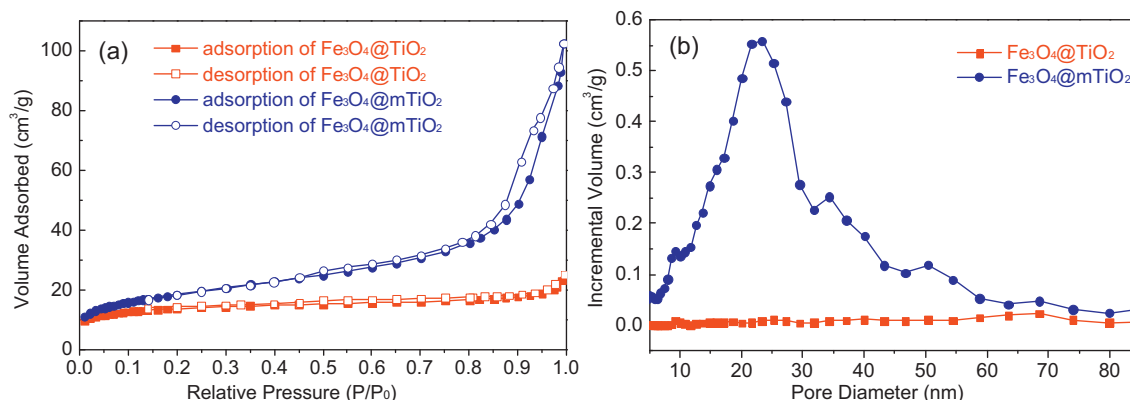 (a)
adsorption of Fe₃O₄@TiO₂
desorption of Fe₃O₄@TiO₂
adsorption of Fe₃O₄@mTiO₂
desorption of Fe₃O₄@mTiO₂
Volume Adsorbed (cm³/g)
100
80
60
40
20
0
0.0 0.1 0.2 0.3 0.4 0.5 0.6 0.7 0.8 0.9 1.0
Relative Pressure (P/P₀)
(b)
Fe₃O₄@TiO₂
Fe₃O₄@mTiO₂
Incremental Volume (cm³/g)
0.6
0.5
0.4
0.3
0.2
0.1
0.0
10 20 30 40 50 60 70 80
Pore Diameter (nm)